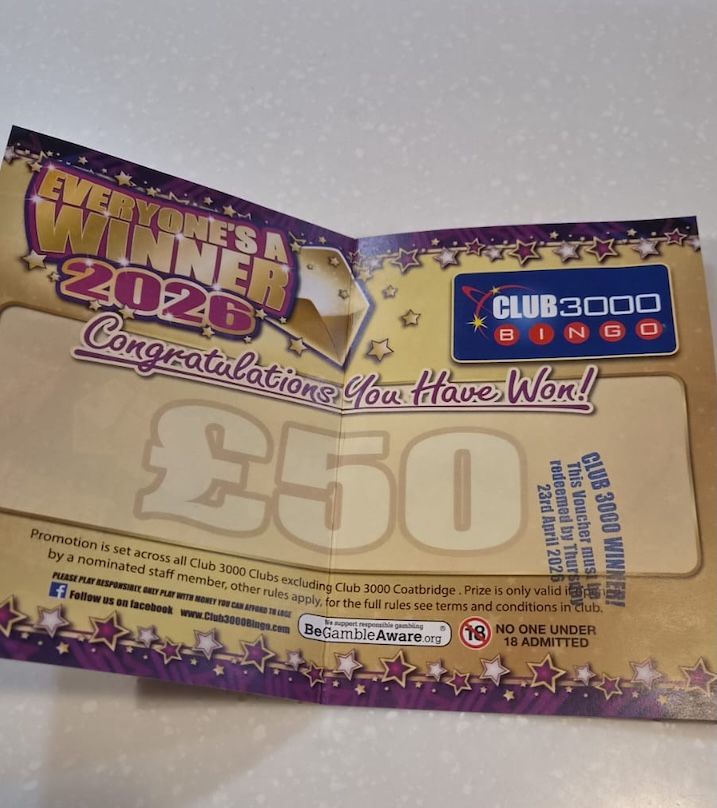 EVERYONE'S A
WINNER
2026
CLUB3000
BINGO
Congratulations You Have Won!
£50
CLUB 3000 WINNER!
This Voucher must be
redeemed by Thurs
23rd April 2026
Promotion is set across all Club 3000 Clubs excluding Club 3000 Coatbridge . Prize is only valid if
by a nominated staff member, other rules apply, for the full rules see terms and conditions in club.
PLEASE PLAY RESPONSIBLY, ONLY PLAY WITH MONEY YOU CAN AFFORD TO LOSE
f Follow us on facebook www.Club3000Bingo.com
We support responsible gambling
BeGambleAware.org®
18 NO ONE UNDER
18 ADMITTED